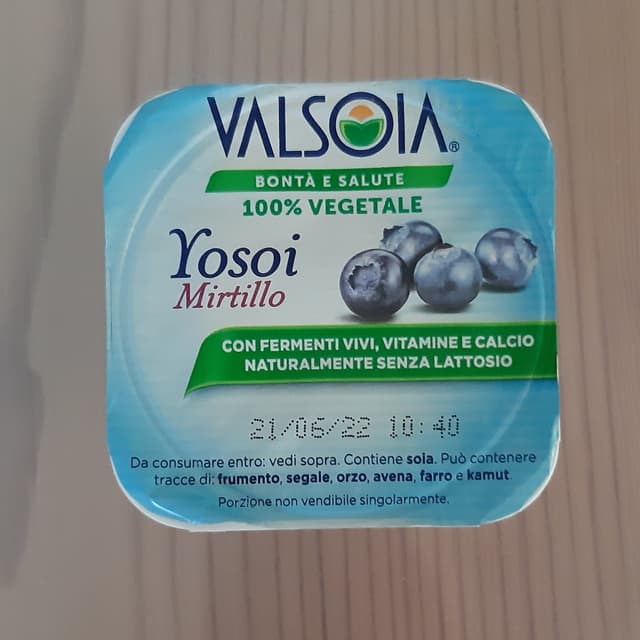 VALSOIA®
BONTÀ E SALUTE
100% VEGETALE
Yosoi
Mirtillo
CON FERMENTI VIVI, VITAMINE E CALCIO
NATURALMENTE SENZA LATTOSIO
21/06/22 10:40
Da consumare entro: vedi sopra. Contiene soia. Può contenere
tracce di: frumento, segale, orzo, avena, farro e kamut.
Porzione non vendibile singolarmente.